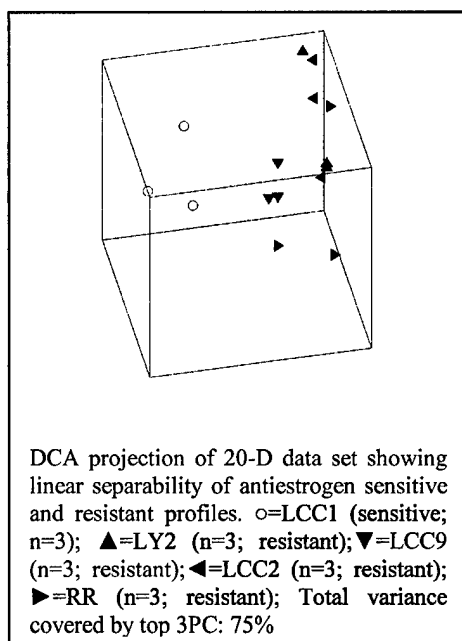 DCA projection of 20-D data set showing
linear separability of antiestrogen sensitive
and resistant profiles. ○=LCC1 (sensitive;
n=3); ▲=LY2 (n=3; resistant);▼=LCC9
(n=3; resistant);◄=LCC2 (n=3; resistant);
►=RR (n=3; resistant); Total variance
covered by top 3PC: 75%